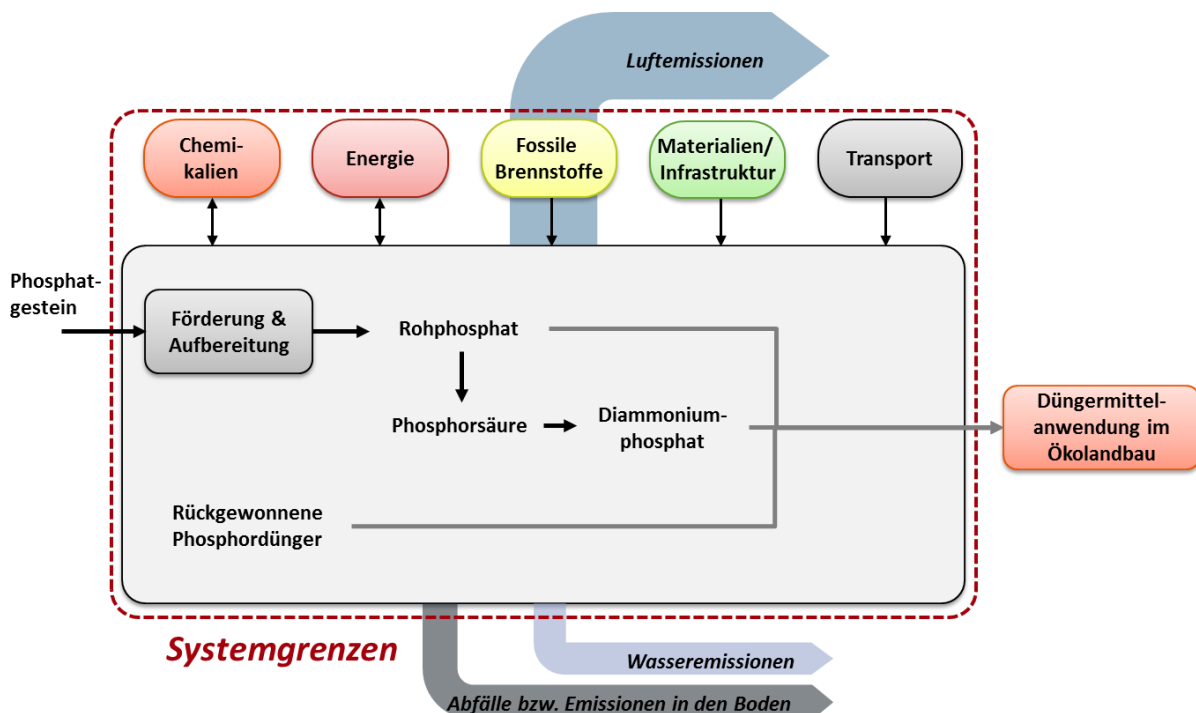 Luftemissionen
Chemi-
kalien
Energie
Fossile
Brennstoffe
Materialien/
Infrastruktur
Transport
Phosphat-
gestein
Förderung &
Aufbereitung
Rohphosphat
Phosphorsäure
Diammonium-
phosphat
Düngermittel-
anwendung im
Ökolandbau
Rückgewonnene
Phosphordünger
Systemgrenzen
Wasseremissionen
Abfälle bzw. Emissionen in den Boden